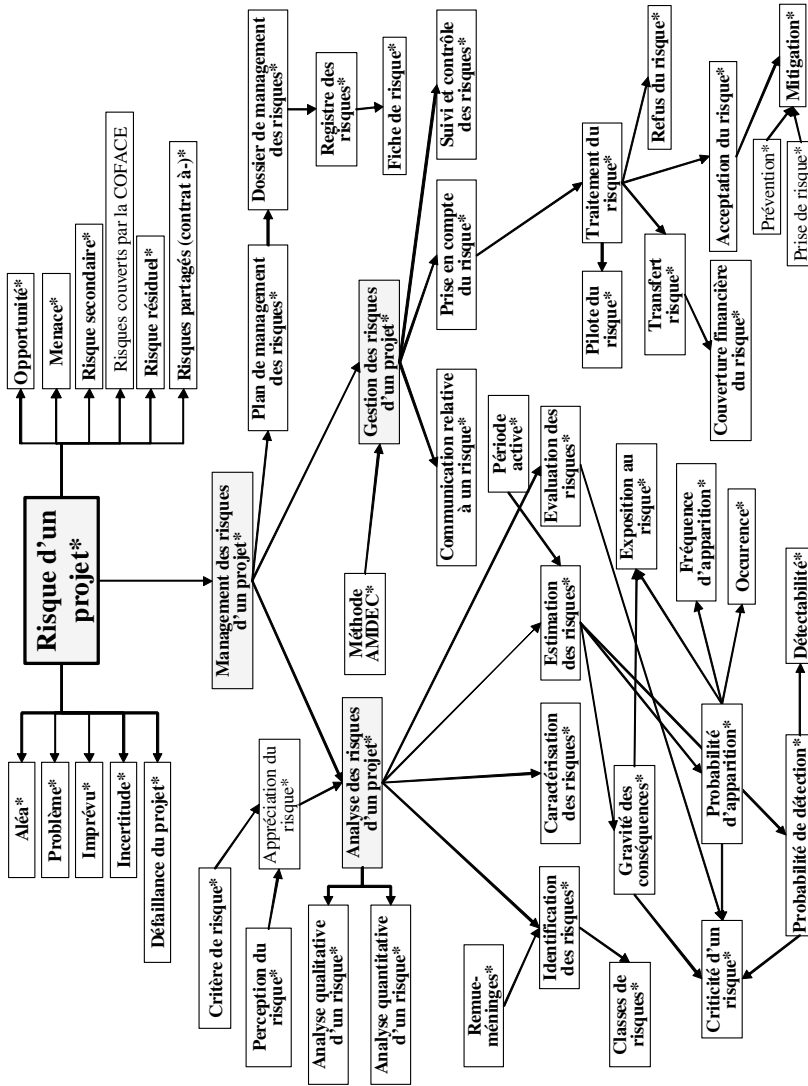 Risque d’un
projet*
Aléa*
Problème*
Imprévu*
Incertitude*
Défaillance du projet*
Opportunité*
Menace*
Risque secondaire*
Risques couverts par la COFACE
Risque résiduel*
Risques partagés (contrat à-)*
Management des risques
d’un projet*
Plan de management
des risques*
Dossier de management
des risques*
Registre des
risques*
Fiche de risque*
Critère de risque*
Perception du
risque*
Appréciation du
risque*
Analyse des risques
d’un projet*
Méthode
AMDEC*
Gestion des risques
d’un projet*
Analyse qualitative
d’un risque*
Analyse quantitative
d’un risque*
Communication relative
à un risque*
Prise en compte
du risque*
Suivi et contrôle
des risques*
Remue-
méninges*
Période
active*
Identification
des risques*
Caractérisation
des risques*
Estimation
des risques*
Evaluation des
risques*
Pilote du
risque*
Traitement du
risque*
Classes de
risques*
Gravité des
conséquences*
Exposition au
risque*
Transfert
risque*
Refus du risque*
Criticité d’un
risque*
Probabilité
d’apparition*
Fréquence
d’apparition*
Occurence*
Couverture financière
du risque*
Acceptation du risque*
Prévention*
Prise de risque*
Mitigation*
Probabilité de détection*
Détectabilité*